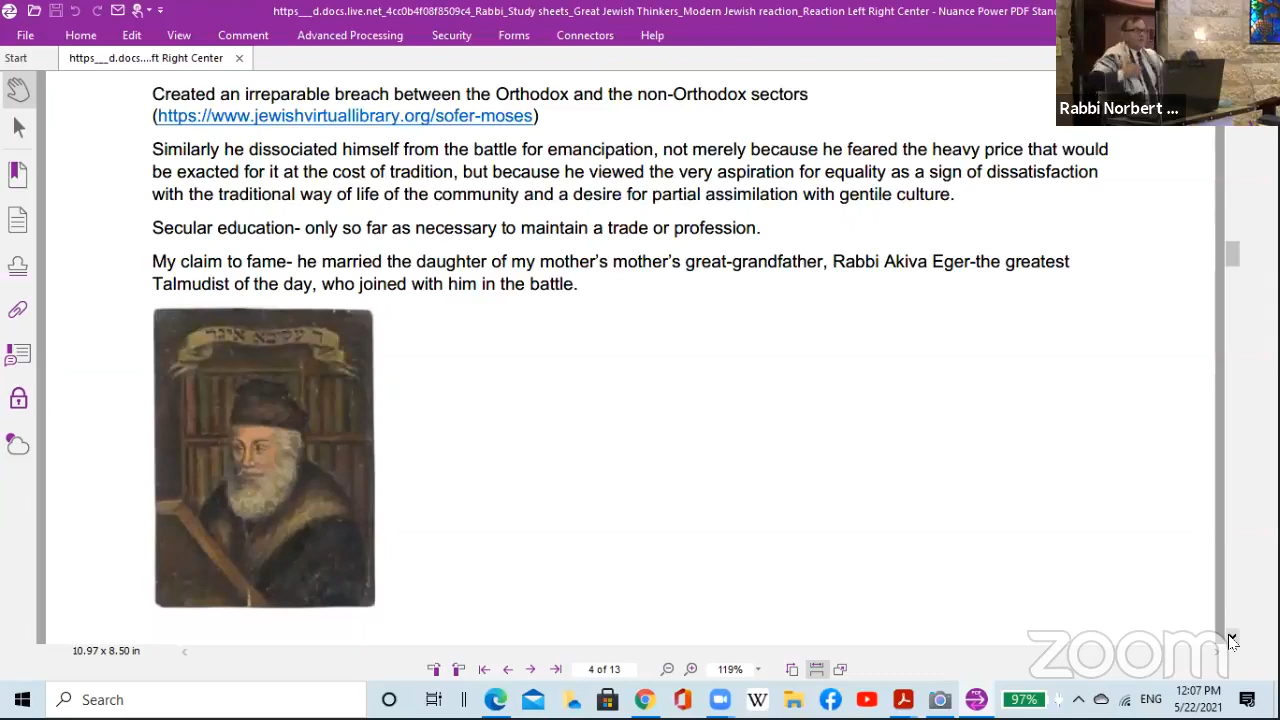 https___d.docs.live.net_4cc0b4f08f8509c4_Rabbi_Study sheets_Great Jewish Thinkers_Modern Jewish reaction_Reaction Left Right Center - Nuance Power PDF Stan
File Home Edit View Comment Advanced Processing Security Forms Connectors Help
Start https___d.docs....ft Right Center
Rabbi Norbert ...
Created an irreparable breach between the Orthodox and the non-Orthodox sectors
(https://www.jewishvirtuallibrary.org/sofer-moses)
Similarly he dissociated himself from the battle for emancipation, not merely because he feared the heavy price that would
be exacted for it at the cost of tradition, but because he viewed the very aspiration for equality as a sign of dissatisfaction
with the traditional way of life of the community and a desire for partial assimilation with gentile culture.
Secular education- only so far as necessary to maintain a trade or profession.
My claim to fame- he married the daughter of my mother’s mother’s great-grandfather, Rabbi Akiva Eger-the greatest
Talmudist of the day, who joined with him in the battle.
ר עקיבא איגר
zoom
10.97 x 8.50 in
4 of 13 119%
Search
W
97% ENG
12:07 PM
5/22/2021